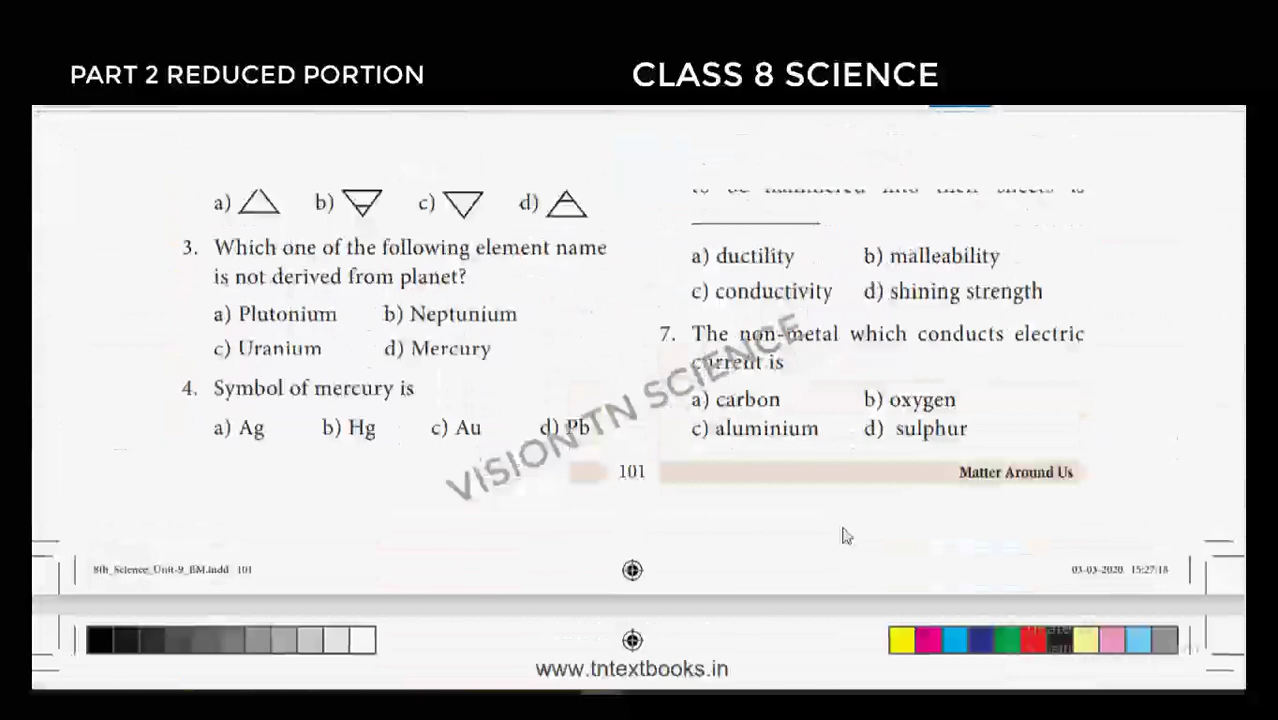 PART 2 REDUCED PORTION
CLASS 8 SCIENCE
a) b) c) d)
3. Which one of the following element name
is not derived from planet?
a) Plutonium b) Neptunium
c) Uranium d) Mercury
4. Symbol of mercury is
a) Ag b) Hg c) Au d) Pb
a) ductility b) malleability
c) conductivity d) shining strength
7. The non-metal which conducts electric
current is
a) carbon b) oxygen
c) aluminium d) sulphur
VISION TN SCIENCE
101
Matter Around Us
8th_Science_Unit-9_EM.indd 101
03-03-2020 15:27:18
www.tntextbooks.in